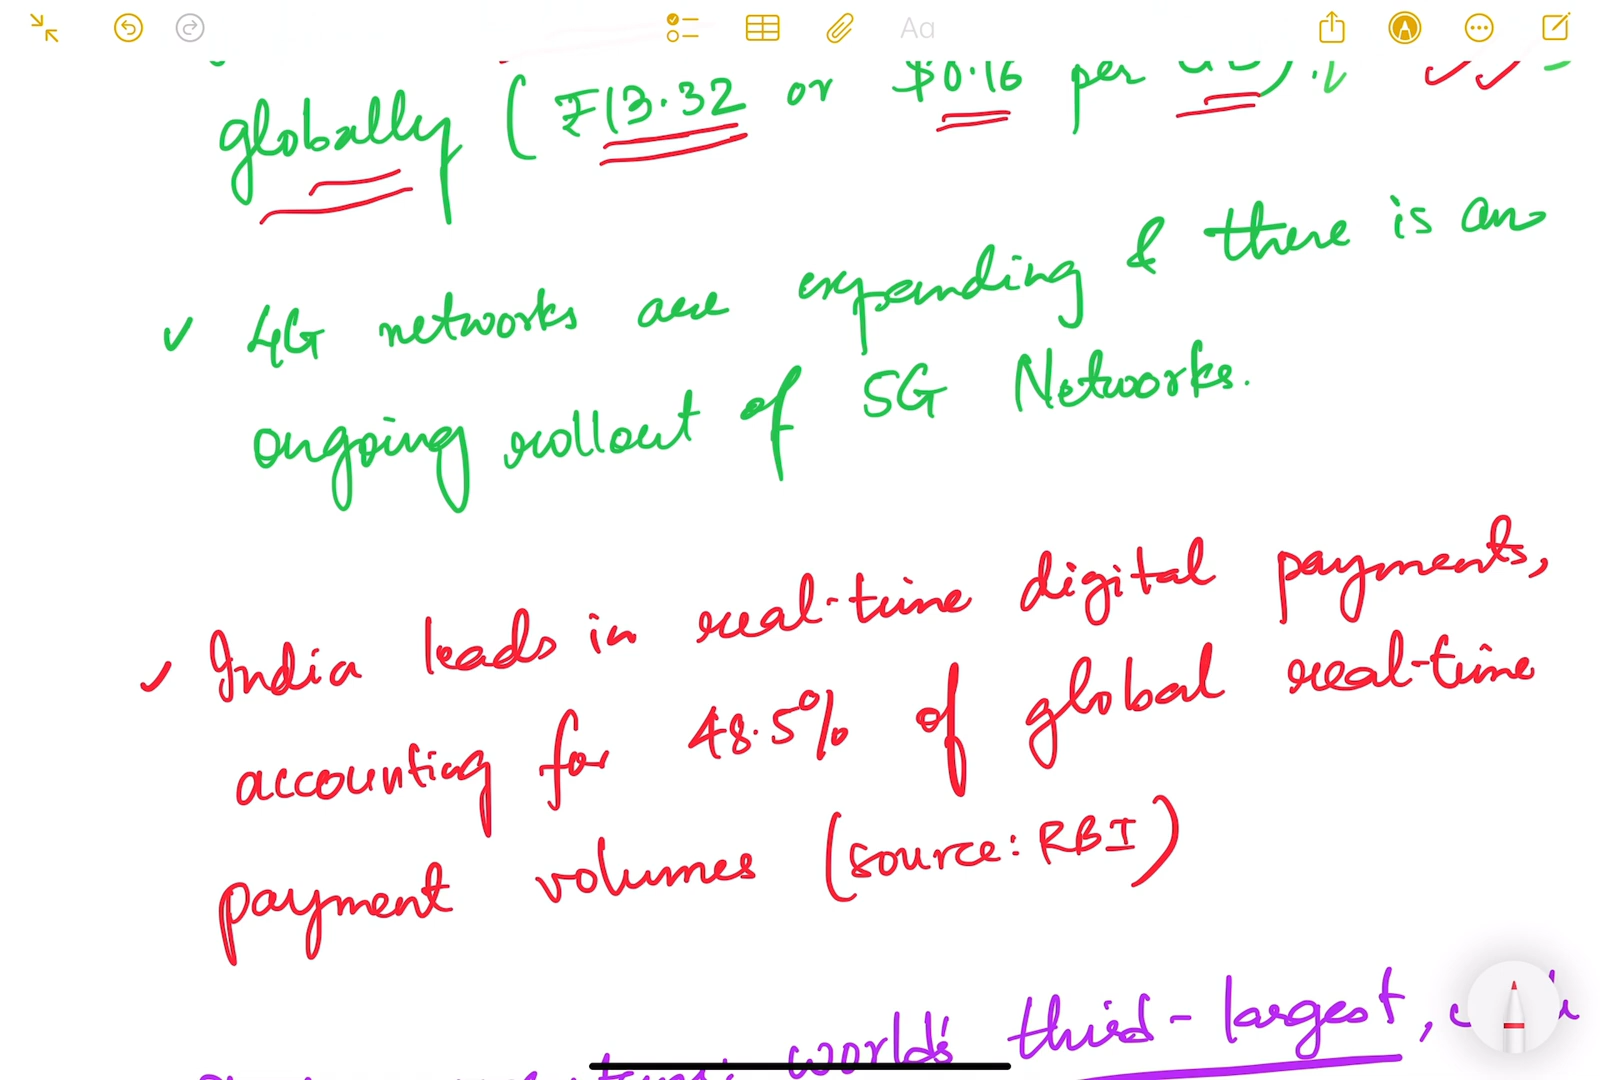 Aa
globally (₹13.32 or $0.16 per
✓ 4G networks are expanding & there is an
ongoing rollout of 5G Networks.
✓ India leads in real-time digital payments,
accounting for 48.5% of global real-time
payment volumes (source: RBI)
world's third-largest,